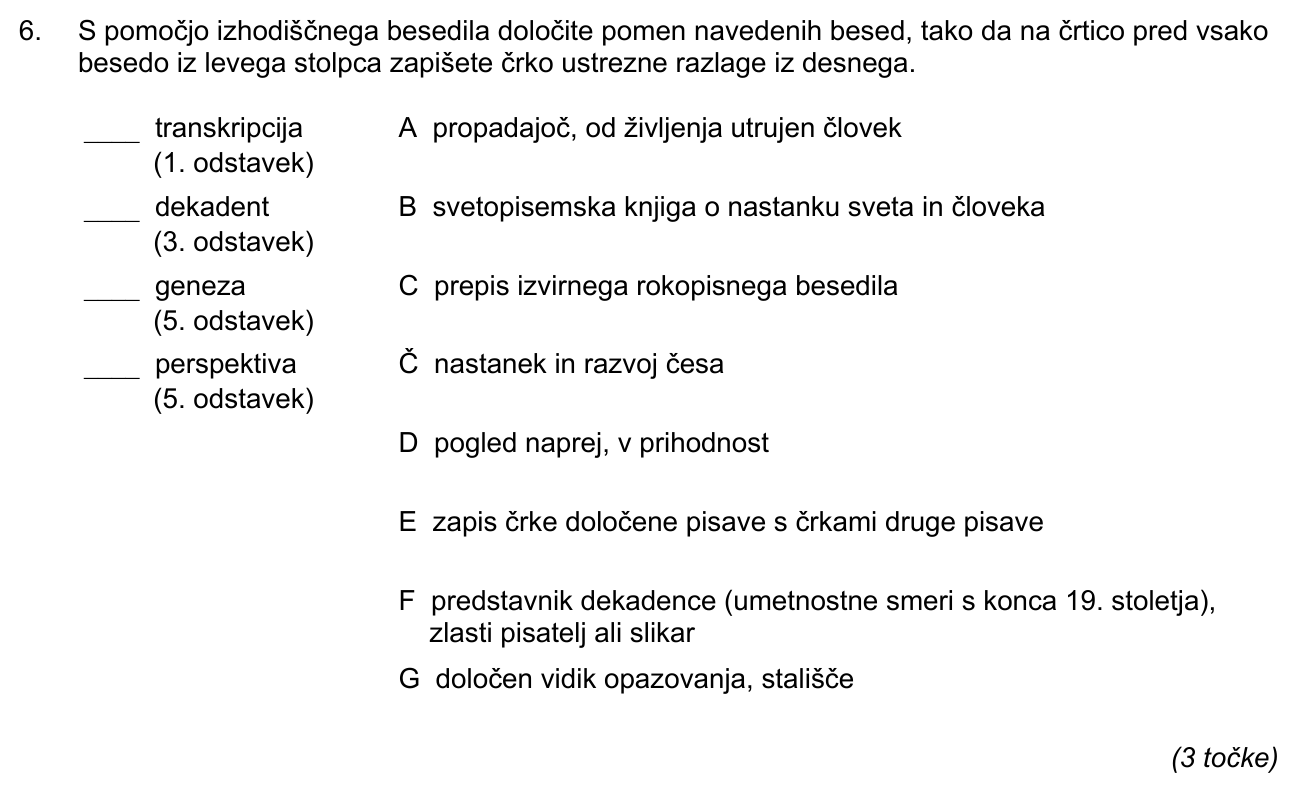 6. S pomočjo izhodiščnega besedila določite pomen navedenih besed, tako da na črtico pred vsako
besedo iz levega stolpca zapišete črko ustrezne razlage iz desnega.
____ transkripcija A propadajoč, od življenja utrujen človek
(1. odstavek)
____ dekadent B svetopisemska knjiga o nastanku sveta in človeka
(3. odstavek)
____ geneza C prepis izvirnega rokopisnega besedila
(5. odstavek)
____ perspektiva Č nastanek in razvoj česa
(5. odstavek)
D pogled naprej, v prihodnost
E zapis črke določene pisave s črkami druge pisave
F predstavnik dekadence (umetnostne smeri s konca 19. stoletja),
zlasti pisatelj ali slikar
G določen vidik opazovanja, stališče
(3 točke)